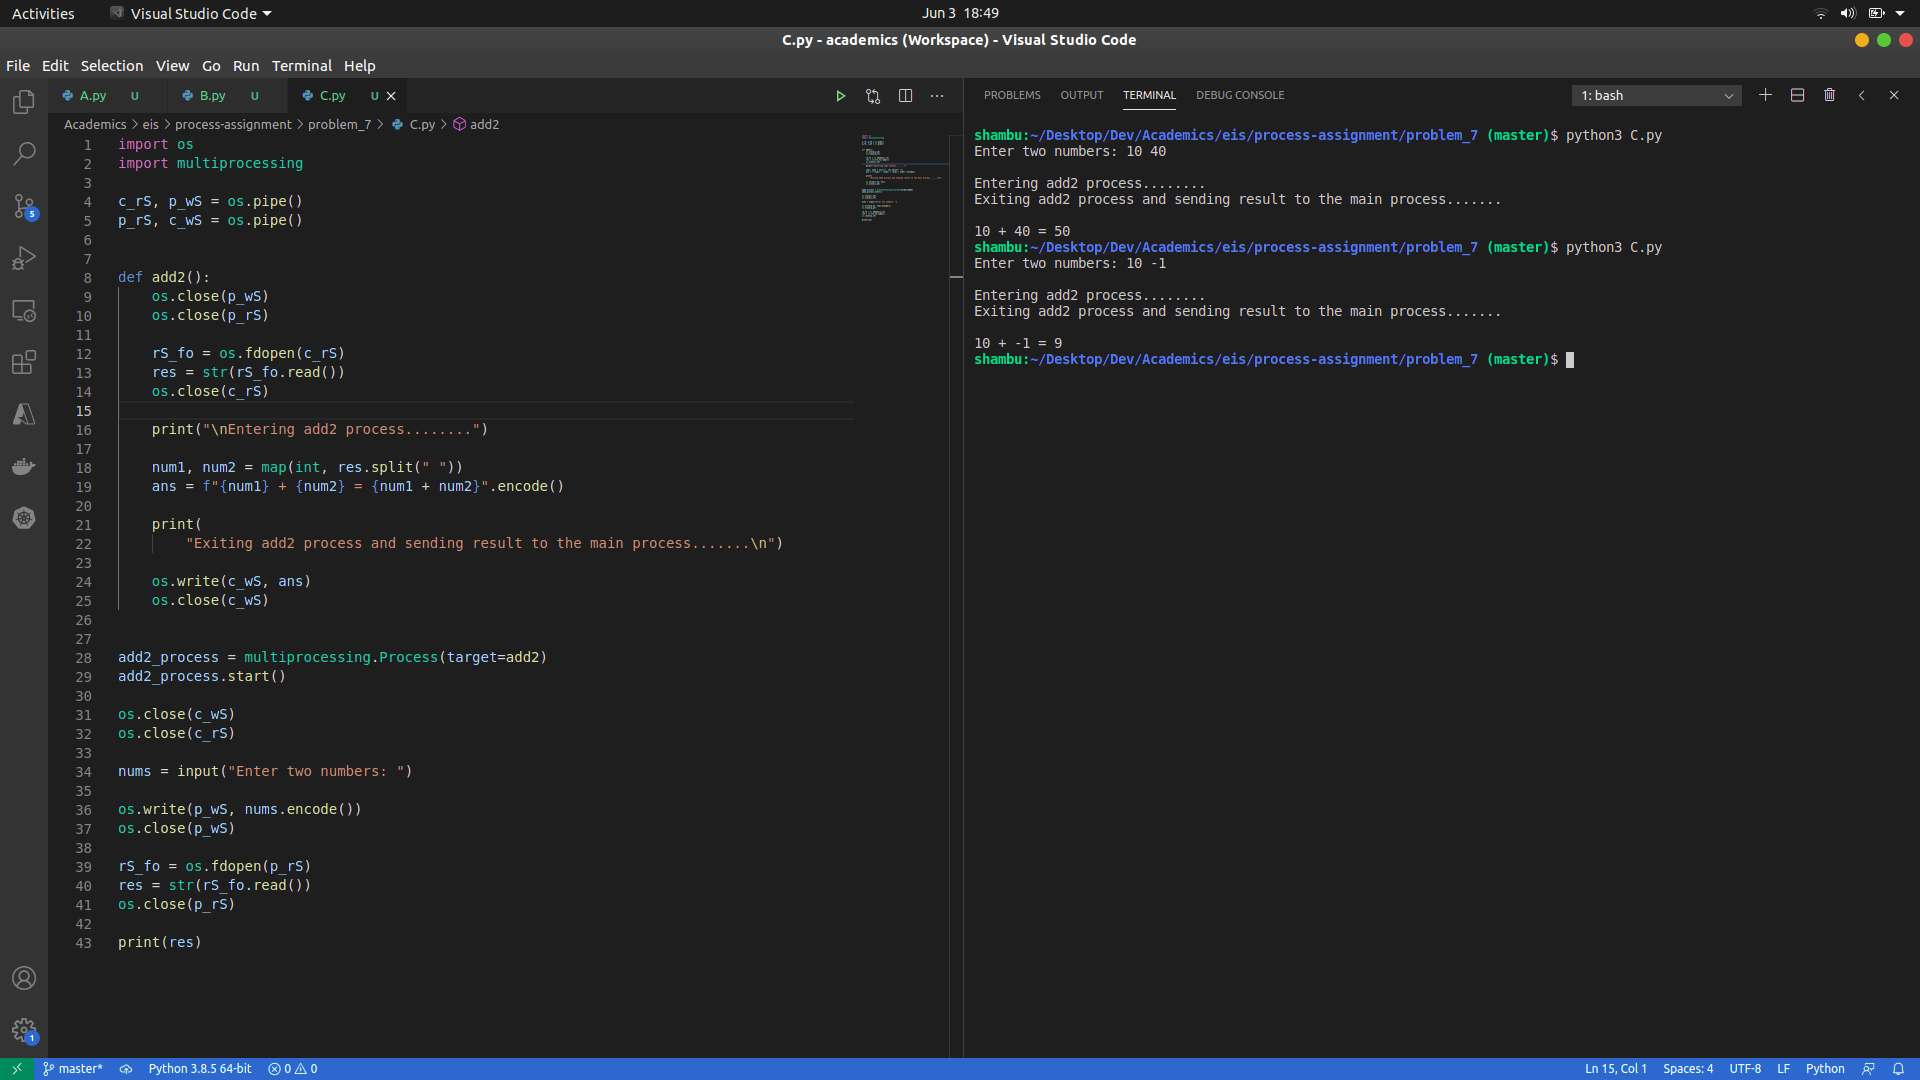 Activities
Visual Studio Code
Jun 3 18:49
C.py - academics (Workspace) - Visual Studio Code
File Edit Selection View Go Run Terminal Help
A.py U
B.py U
C.py U
Academics > eis > process-assignment > problem_7 > C.py > add2
1 import os
2 import multiprocessing
3
4 c_rS, p_wS = os.pipe()
5 p_rS, c_wS = os.pipe()
6
7
8 def add2():
9     os.close(p_wS)
10     os.close(p_rS)
11
12     rS_fo = os.fdopen(c_rS)
13     res = str(rS_fo.read())
14     os.close(c_rS)
15
16     print("\nEntering add2 process........")
17
18     num1, num2 = map(int, res.split(" "))
19     ans = f"{num1} + {num2} = {num1 + num2}".encode()
20
21     print(
22         "Exiting add2 process and sending result to the main process.......\n")
23
24     os.write(c_wS, ans)
25     os.close(c_wS)
26
27
28 add2_process = multiprocessing.Process(target=add2)
29 add2_process.start()
30
31 os.close(c_wS)
32 os.close(c_rS)
33
34 nums = input("Enter two numbers: ")
35
36 os.write(p_wS, nums.encode())
37 os.close(p_wS)
38
39 rS_fo = os.fdopen(p_rS)
40 res = str(rS_fo.read())
41 os.close(p_rS)
42
43 print(res)
PROBLEMS OUTPUT TERMINAL DEBUG CONSOLE
1: bash
shambu:~/Desktop/Dev/Academics/eis/process-assignment/problem_7 (master)$ python3 C.py
Enter two numbers: 10 40
Entering add2 process........
Exiting add2 process and sending result to the main process.......
10 + 40 = 50
shambu:~/Desktop/Dev/Academics/eis/process-assignment/problem_7 (master)$ python3 C.py
Enter two numbers: 10 -1
Entering add2 process........
Exiting add2 process and sending result to the main process.......
10 + -1 = 9
shambu:~/Desktop/Dev/Academics/eis/process-assignment/problem_7 (master)$
5
1
master*
Python 3.8.5 64-bit
0
0
Ln 15, Col 1
Spaces: 4
UTF-8
LF
Python